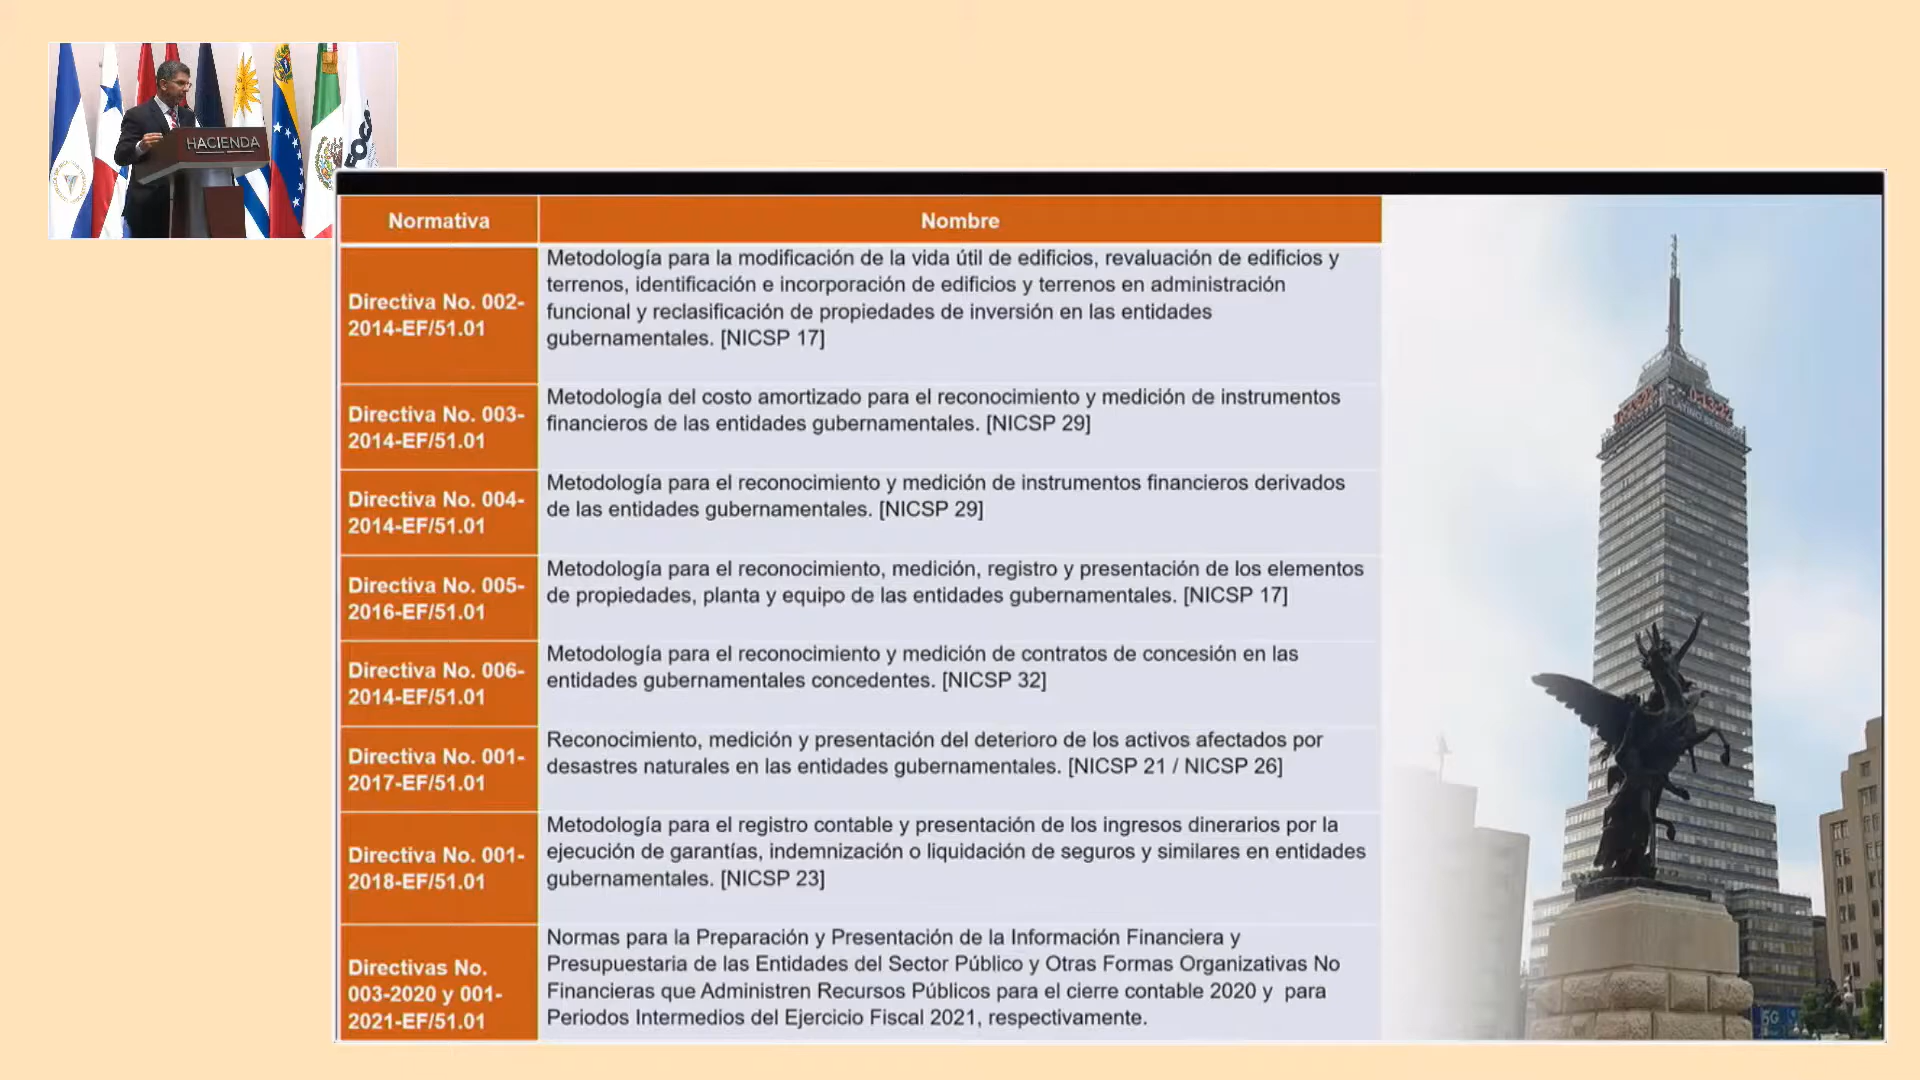 HACIENDA
Normativa
Nombre
Directiva No. 002-
2014-EF/51.01
Metodología para la modificación de la vida útil de edificios, revaluación de edificios y
terrenos, identificación e incorporación de edificios y terrenos en administración
funcional y reclasificación de propiedades de inversión en las entidades
gubernamentales. [NICSP 17]
Directiva No. 003-
2014-EF/51.01
Metodología del costo amortizado para el reconocimiento y medición de instrumentos
financieros de las entidades gubernamentales. [NICSP 29]
Directiva No. 004-
2014-EF/51.01
Metodología para el reconocimiento y medición de instrumentos financieros derivados
de las entidades gubernamentales. [NICSP 29]
Directiva No. 005-
2016-EF/51.01
Metodología para el reconocimiento, medición, registro y presentación de los elementos
de propiedades, planta y equipo de las entidades gubernamentales. [NICSP 17]
Directiva No. 006-
2014-EF/51.01
Metodología para el reconocimiento y medición de contratos de concesión en las
entidades gubernamentales concedentes. [NICSP 32]
Directiva No. 001-
2017-EF/51.01
Reconocimiento, medición y presentación del deterioro de los activos afectados por
desastres naturales en las entidades gubernamentales. [NICSP 21 / NICSP 26]
Directiva No. 001-
2018-EF/51.01
Metodología para el registro contable y presentación de los ingresos dinerarios por la
ejecución de garantías, indemnización o liquidación de seguros y similares en entidades
gubernamentales. [NICSP 23]
Directivas No.
003-2020 y 001-
2021-EF/51.01
Normas para la Preparación y Presentación de la Información Financiera y
Presupuestaria de las Entidades del Sector Público y Otras Formas Organizativas No
Financieras que Administren Recursos Públicos para el cierre contable 2020 y  para
Periodos Intermedios del Ejercicio Fiscal 2021, respectivamente.
5G